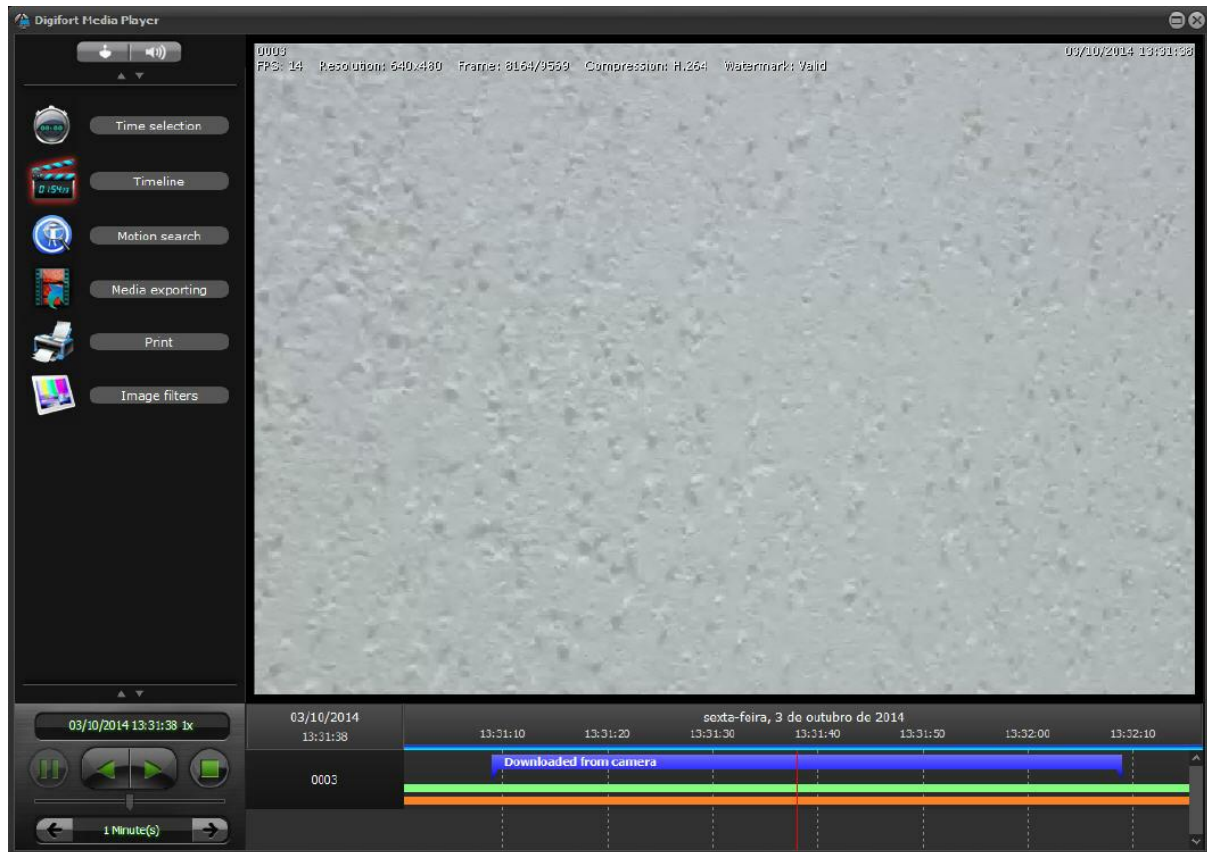 Digifort Media Player
0003
03/10/2014 13:31:38
FPS: 14 Resolution: 640x480 Frame: 8164/9569 Compression: H.264 Watermark: Valid
Time selection
Timeline
Motion search
Media exporting
Print
Image filters
03/10/2014 13:31:38 1x
1 Minute(s)
03/10/2014
13:31:38
sexta-feira, 3 de outubro de 2014
13:31:10 13:31:20 13:31:30 13:31:40 13:31:50 13:32:00 13:32:10
Downloaded from camera
0003